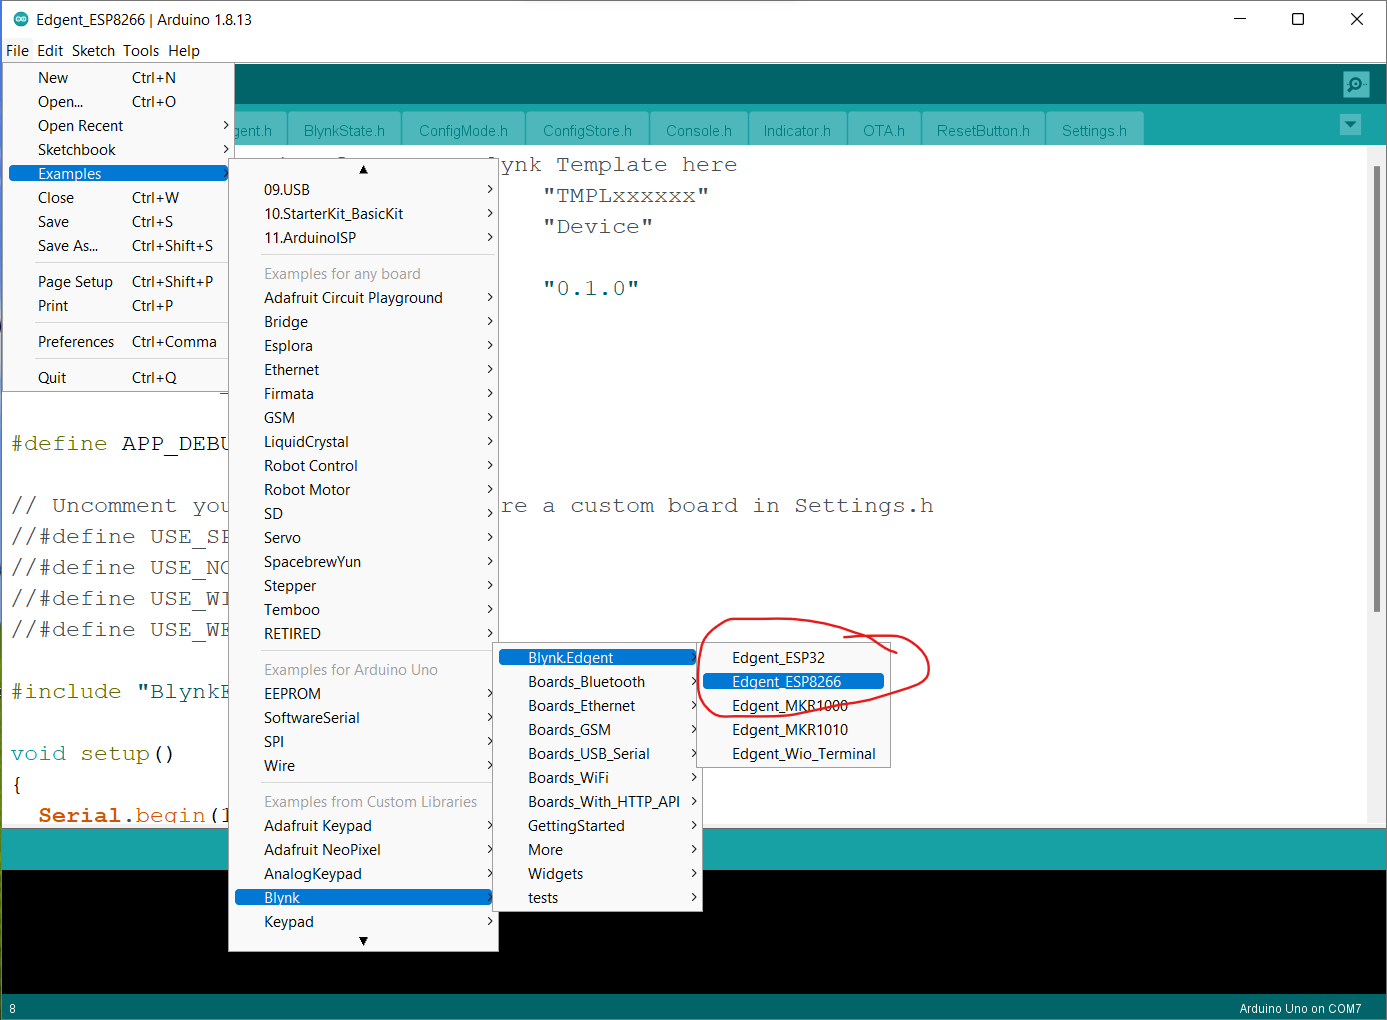 Edgent_ESP8266 | Arduino 1.8.13
File Edit Sketch Tools Help
New Ctrl+N
Open... Ctrl+O
Open Recent
Sketchbook
Examples
Close Ctrl+W
Save Ctrl+S
Save As... Ctrl+Shift+S
Page Setup Ctrl+Shift+P
Print Ctrl+P
Preferences Ctrl+Comma
Quit Ctrl+Q
gent.h BlynkState.h ConfigMode.h ConfigStore.h Console.h Indicator.h OTA.h ResetButton.h Settings.h
ynk Template here
"TMPLxxxxxx"
"Device"
"0.1.0"
#define APP_DEBU
// Uncomment you re a custom board in Settings.h
//#define USE_SP
//#define USE_NO
//#define USE_WI
//#define USE_WE
#include "BlynkE
void setup()
{
Serial.begin(1
09.USB
10.StarterKit_BasicKit
11.ArduinoISP
Examples for any board
Adafruit Circuit Playground
Bridge
Esplora
Ethernet
Firmata
GSM
LiquidCrystal
Robot Control
Robot Motor
SD
Servo
SpacebrewYun
Stepper
Temboo
RETIRED
Examples for Arduino Uno
EEPROM
SoftwareSerial
SPI
Wire
Examples from Custom Libraries
Adafruit Keypad
Adafruit NeoPixel
AnalogKeypad
Blynk
Keypad
Blynk.Edgent
Boards_Bluetooth
Boards_Ethernet
Boards_GSM
Boards_USB_Serial
Boards_WiFi
Boards_With_HTTP_API
GettingStarted
More
Widgets
tests
Edgent_ESP32
Edgent_ESP8266
Edgent_MKR1000
Edgent_MKR1010
Edgent_Wio_Terminal
8 Arduino Uno on COM7